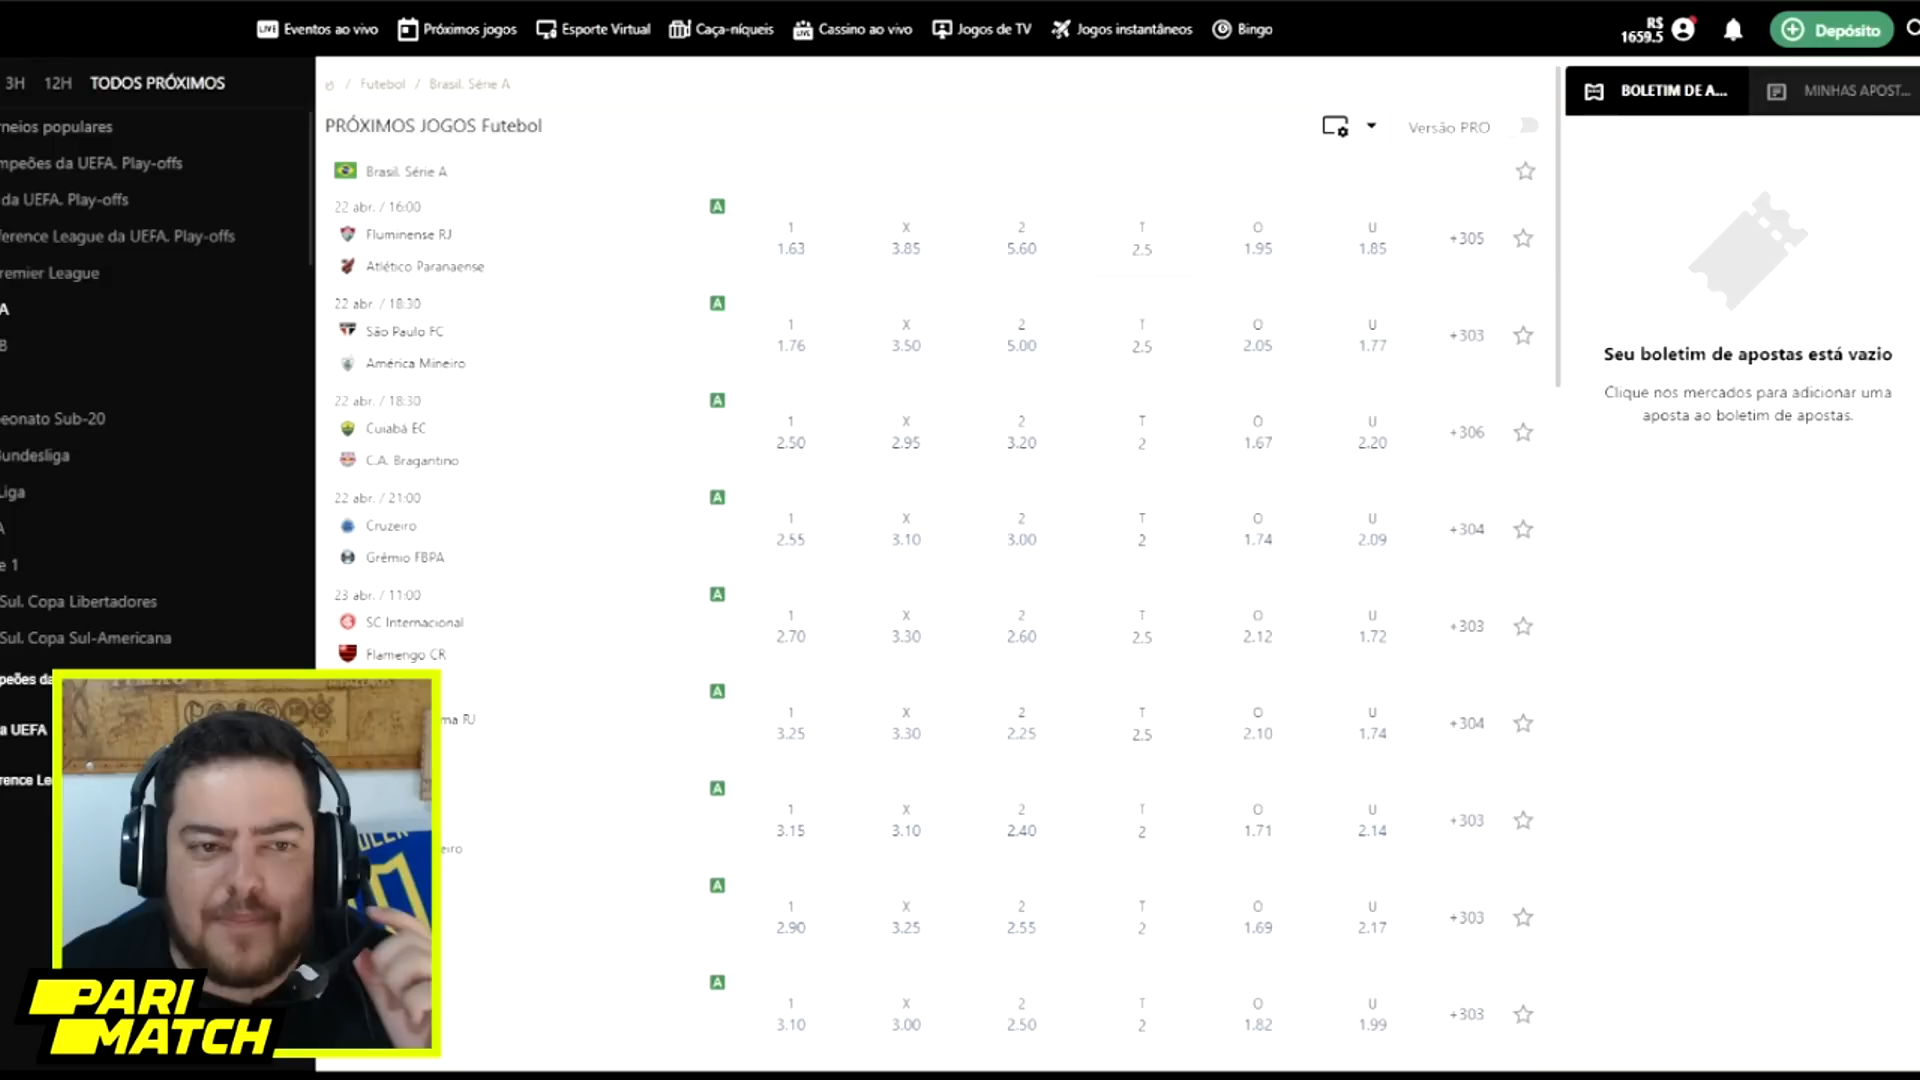 Eventos ao vivo Próximos jogos Esporte Virtual Caça-níqueis Cassino ao vivo Jogos de TV Jogos instantâneos Bingo
R$
1659.5
Depósito
3H 12H TODOS PRÓXIMOS
neios populares
mpeões da UEFA. Play-offs
da UEFA. Play-offs
ference League da UEFA. Play-offs
remier League
A
B
eonato Sub-20
undesliga
Liga
A
e 1
Sul. Copa Libertadores
Sul. Copa Sul-Americana
peões da
a UEFA
rence Le
/ Futebol / Brasil. Série A
PRÓXIMOS JOGOS Futebol
Versão PRO
Brasil. Série A
22 abr. / 16:00 A
Fluminense RJ
Atlético Paranaense
1 X 2 T O U
1.63 3.85 5.60 2.5 1.95 1.85 +305
22 abr. / 18:30 A
São Paulo FC
América Mineiro
1 X 2 T O U
1.76 3.50 5.00 2.5 2.05 1.77 +303
22 abr. / 18:30 A
Cuiabá EC
C.A. Bragantino
1 X 2 T O U
2.50 2.95 3.20 2 1.67 2.20 +306
22 abr. / 21:00 A
Cruzeiro
Grêmio FBPA
1 X 2 T O U
2.55 3.10 3.00 2 1.74 2.09 +304
23 abr. / 11:00 A
SC Internacional
Flamengo CR
1 X 2 T O U
2.70 3.30 2.60 2.5 2.12 1.72 +303
A
ma RJ
1 X 2 T O U
3.25 3.30 2.25 2.5 2.10 1.74 +304
A
eiro
1 X 2 T O U
3.15 3.10 2.40 2 1.71 2.14 +303
A
1 X 2 T O U
2.90 3.25 2.55 2 1.69 2.17 +303
A
1 X 2 T O U
3.10 3.00 2.50 2 1.82 1.99 +303
BOLETIM DE A... MINHAS APOST...
Seu boletim de apostas está vazio
Clique nos mercados para adicionar uma
aposta ao boletim de apostas.
PARI
MATCH